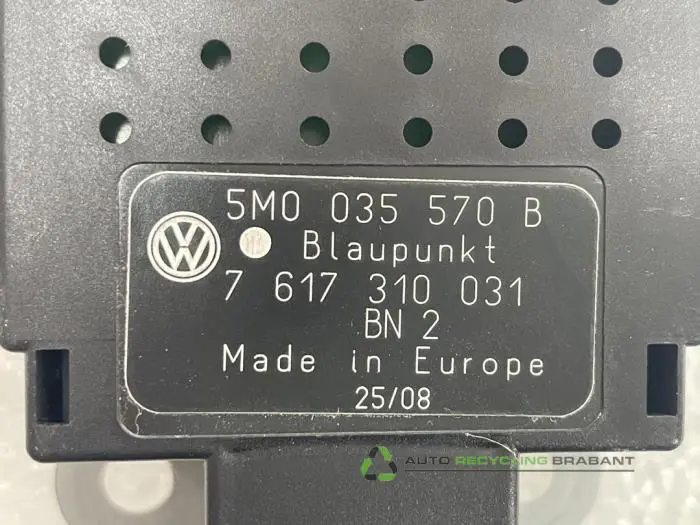 5M0 035 570 B
Blaupunkt
7 617 310 031
BN 2
Made in Europe
25/08
AUTO RECYCLING BRABANT